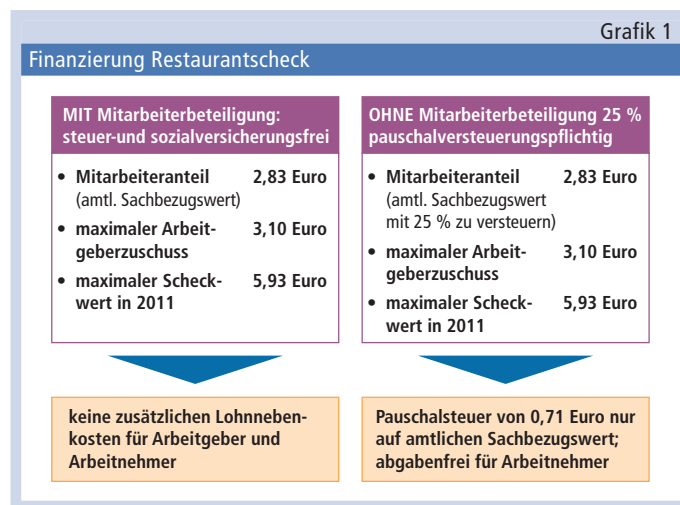 Grafik 1
Finanzierung Restaurantscheck
MIT Mitarbeiterbeteiligung:
steuer-und sozialversicherungsfrei
• Mitarbeiteranteil 2,83 Euro
(amtl. Sachbezugswert)
• maximaler Arbeit- 3,10 Euro
geberzuschuss
• maximaler Scheck- 5,93 Euro
wert in 2011
keine zusätzlichen Lohnneben-
kosten für Arbeitgeber und
Arbeitnehmer
OHNE Mitarbeiterbeteiligung 25 %
pauschalversteuerungspflichtig
• Mitarbeiteranteil 2,83 Euro
(amtl. Sachbezugswert
mit 25 % zu versteuern)
• maximaler Arbeit- 3,10 Euro
geberzuschuss
• maximaler Scheck- 5,93 Euro
wert in 2011
Pauschalsteuer von 0,71 Euro nur
auf amtlichen Sachbezugswert;
abgabenfrei für Arbeitnehmer